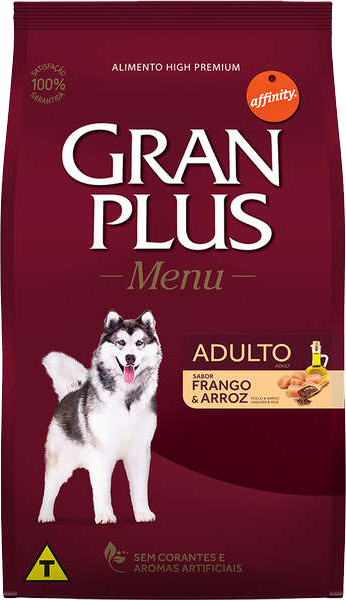 ALIMENTO HIGH PREMIUM
SATISFAÇÃO
100%
GARANTIDA
affinity.
GRAN
PLUS
Menu
ADULTO
ADULT
SABOR
FRANGO
& ARROZ
POLLO & ARROZ
CHICKEN & RICE
T
SEM CORANTES E
AROMAS ARTIFICIAIS